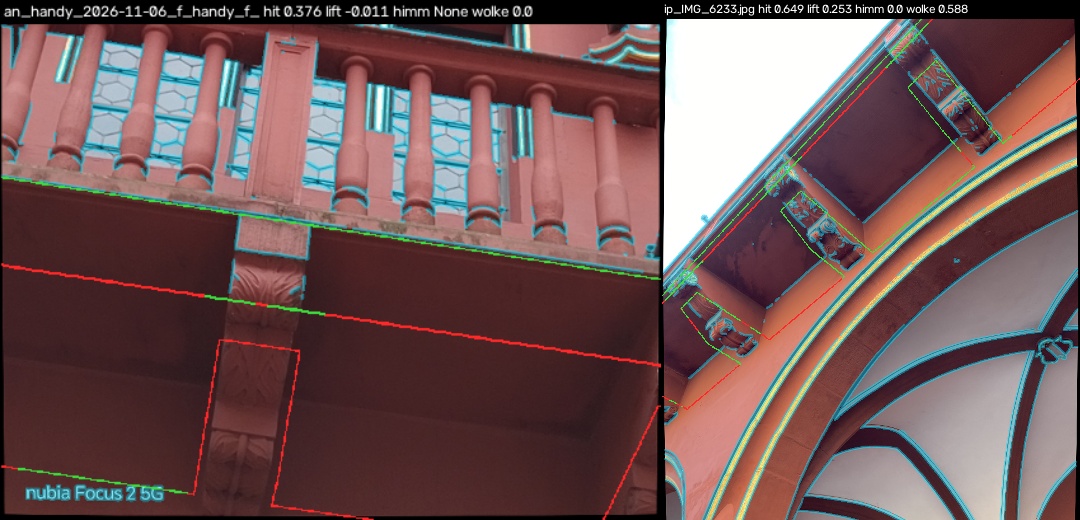 an_handy_2026-11-06_f_handy_f_ hit 0.376 lift -0.011 himm None wolke 0.0
ip_IMG_6233.jpg hit 0.649 lift 0.253 himm 0.0 wolke 0.588
nubia Focus 2 5G